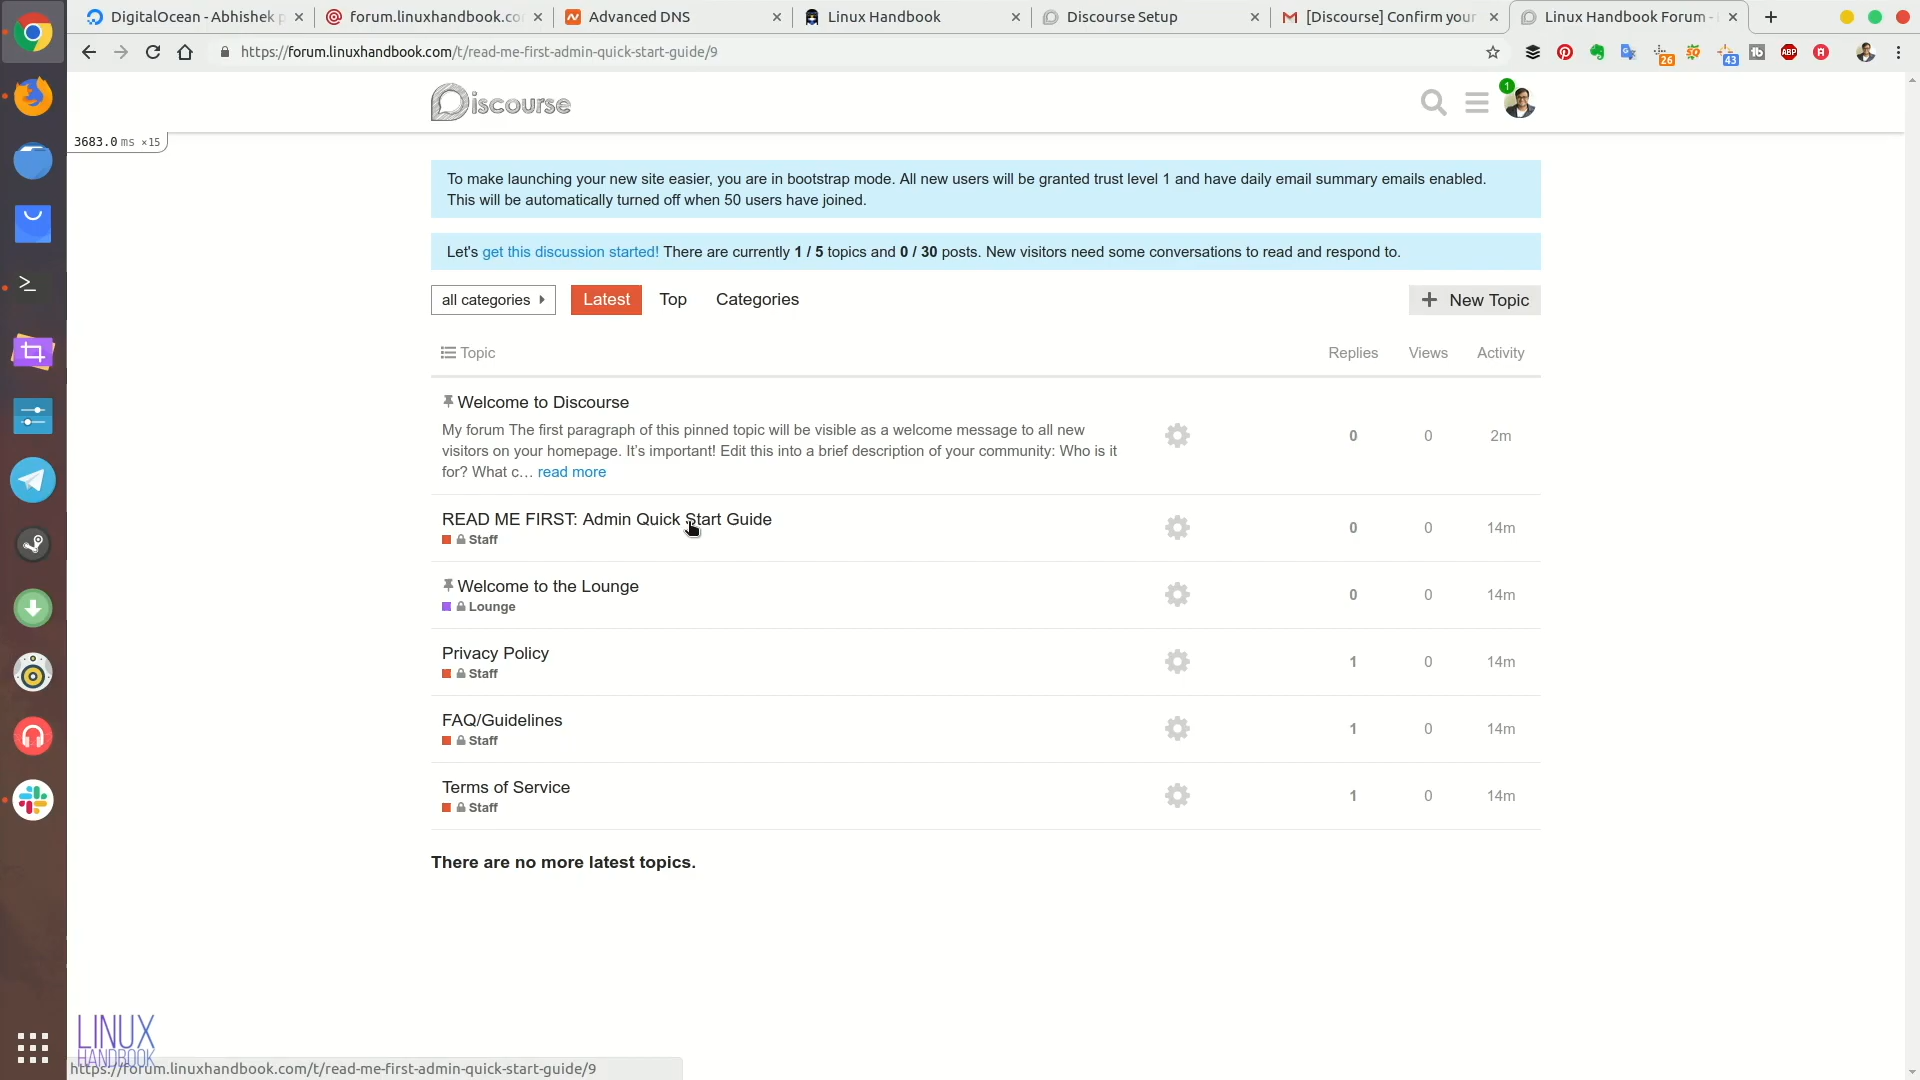 DigitalOcean - Abhishek p
forum.linuxhandbook.co
Advanced DNS
Linux Handbook
Discourse Setup
[Discourse] Confirm your
Linux Handbook Forum -
https://forum.linuxhandbook.com/t/read-me-first-admin-quick-start-guide/9
26
43
ABP
Discourse
1
3683.0 ms ×15
To make launching your new site easier, you are in bootstrap mode. All new users will be granted trust level 1 and have daily email summary emails enabled.
This will be automatically turned off when 50 users have joined.
Let's get this discussion started! There are currently 1 / 5 topics and 0 / 30 posts. New visitors need some conversations to read and respond to.
all categories
Latest
Top
Categories
New Topic
Topic
Replies
Views
Activity
Welcome to Discourse
My forum The first paragraph of this pinned topic will be visible as a welcome message to all new
visitors on your homepage. It's important! Edit this into a brief description of your community: Who is it
for? What c… read more
0
0
2m
READ ME FIRST: Admin Quick Start Guide
Staff
0
0
14m
Welcome to the Lounge
Lounge
0
0
14m
Privacy Policy
Staff
1
0
14m
FAQ/Guidelines
Staff
1
0
14m
Terms of Service
Staff
1
0
14m
There are no more latest topics.
LINUX
HANDBOOK
https://forum.linuxhandbook.com/t/read-me-first-admin-quick-start-guide/9